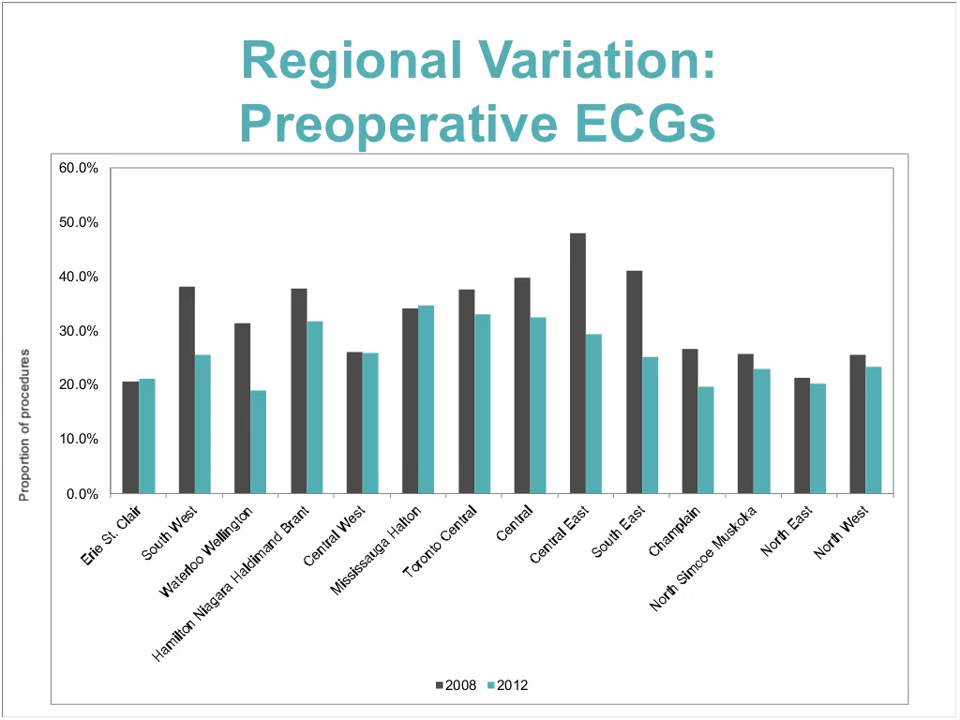 Regional Variation:
Preoperative ECGs
60.0%
50.0%
40.0%
30.0%
20.0%
10.0%
0.0%
Proportion of procedures
Erie St. Clair
South West
Waterloo Wellington
Hamilton Niagara Haldimand Brant
Central West
Mississauga Halton
Toronto Central
Central
Central East
South East
Champlain
North Simcoe Muskoka
North East
North West
2008 2012